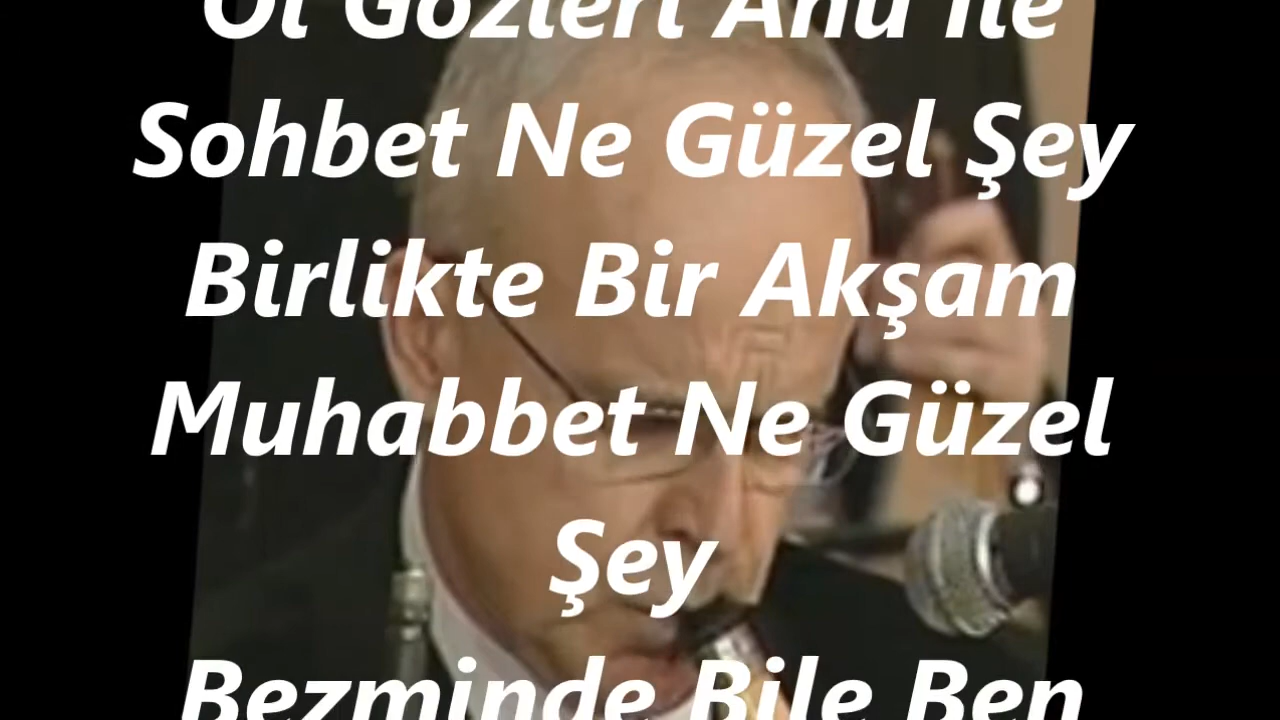 Ol Gözleri Ahu İle
Sohbet Ne Güzel Şey
Birlikte Bir Akşam
Muhabbet Ne Güzel
Şey
Bezminde Bile Ben